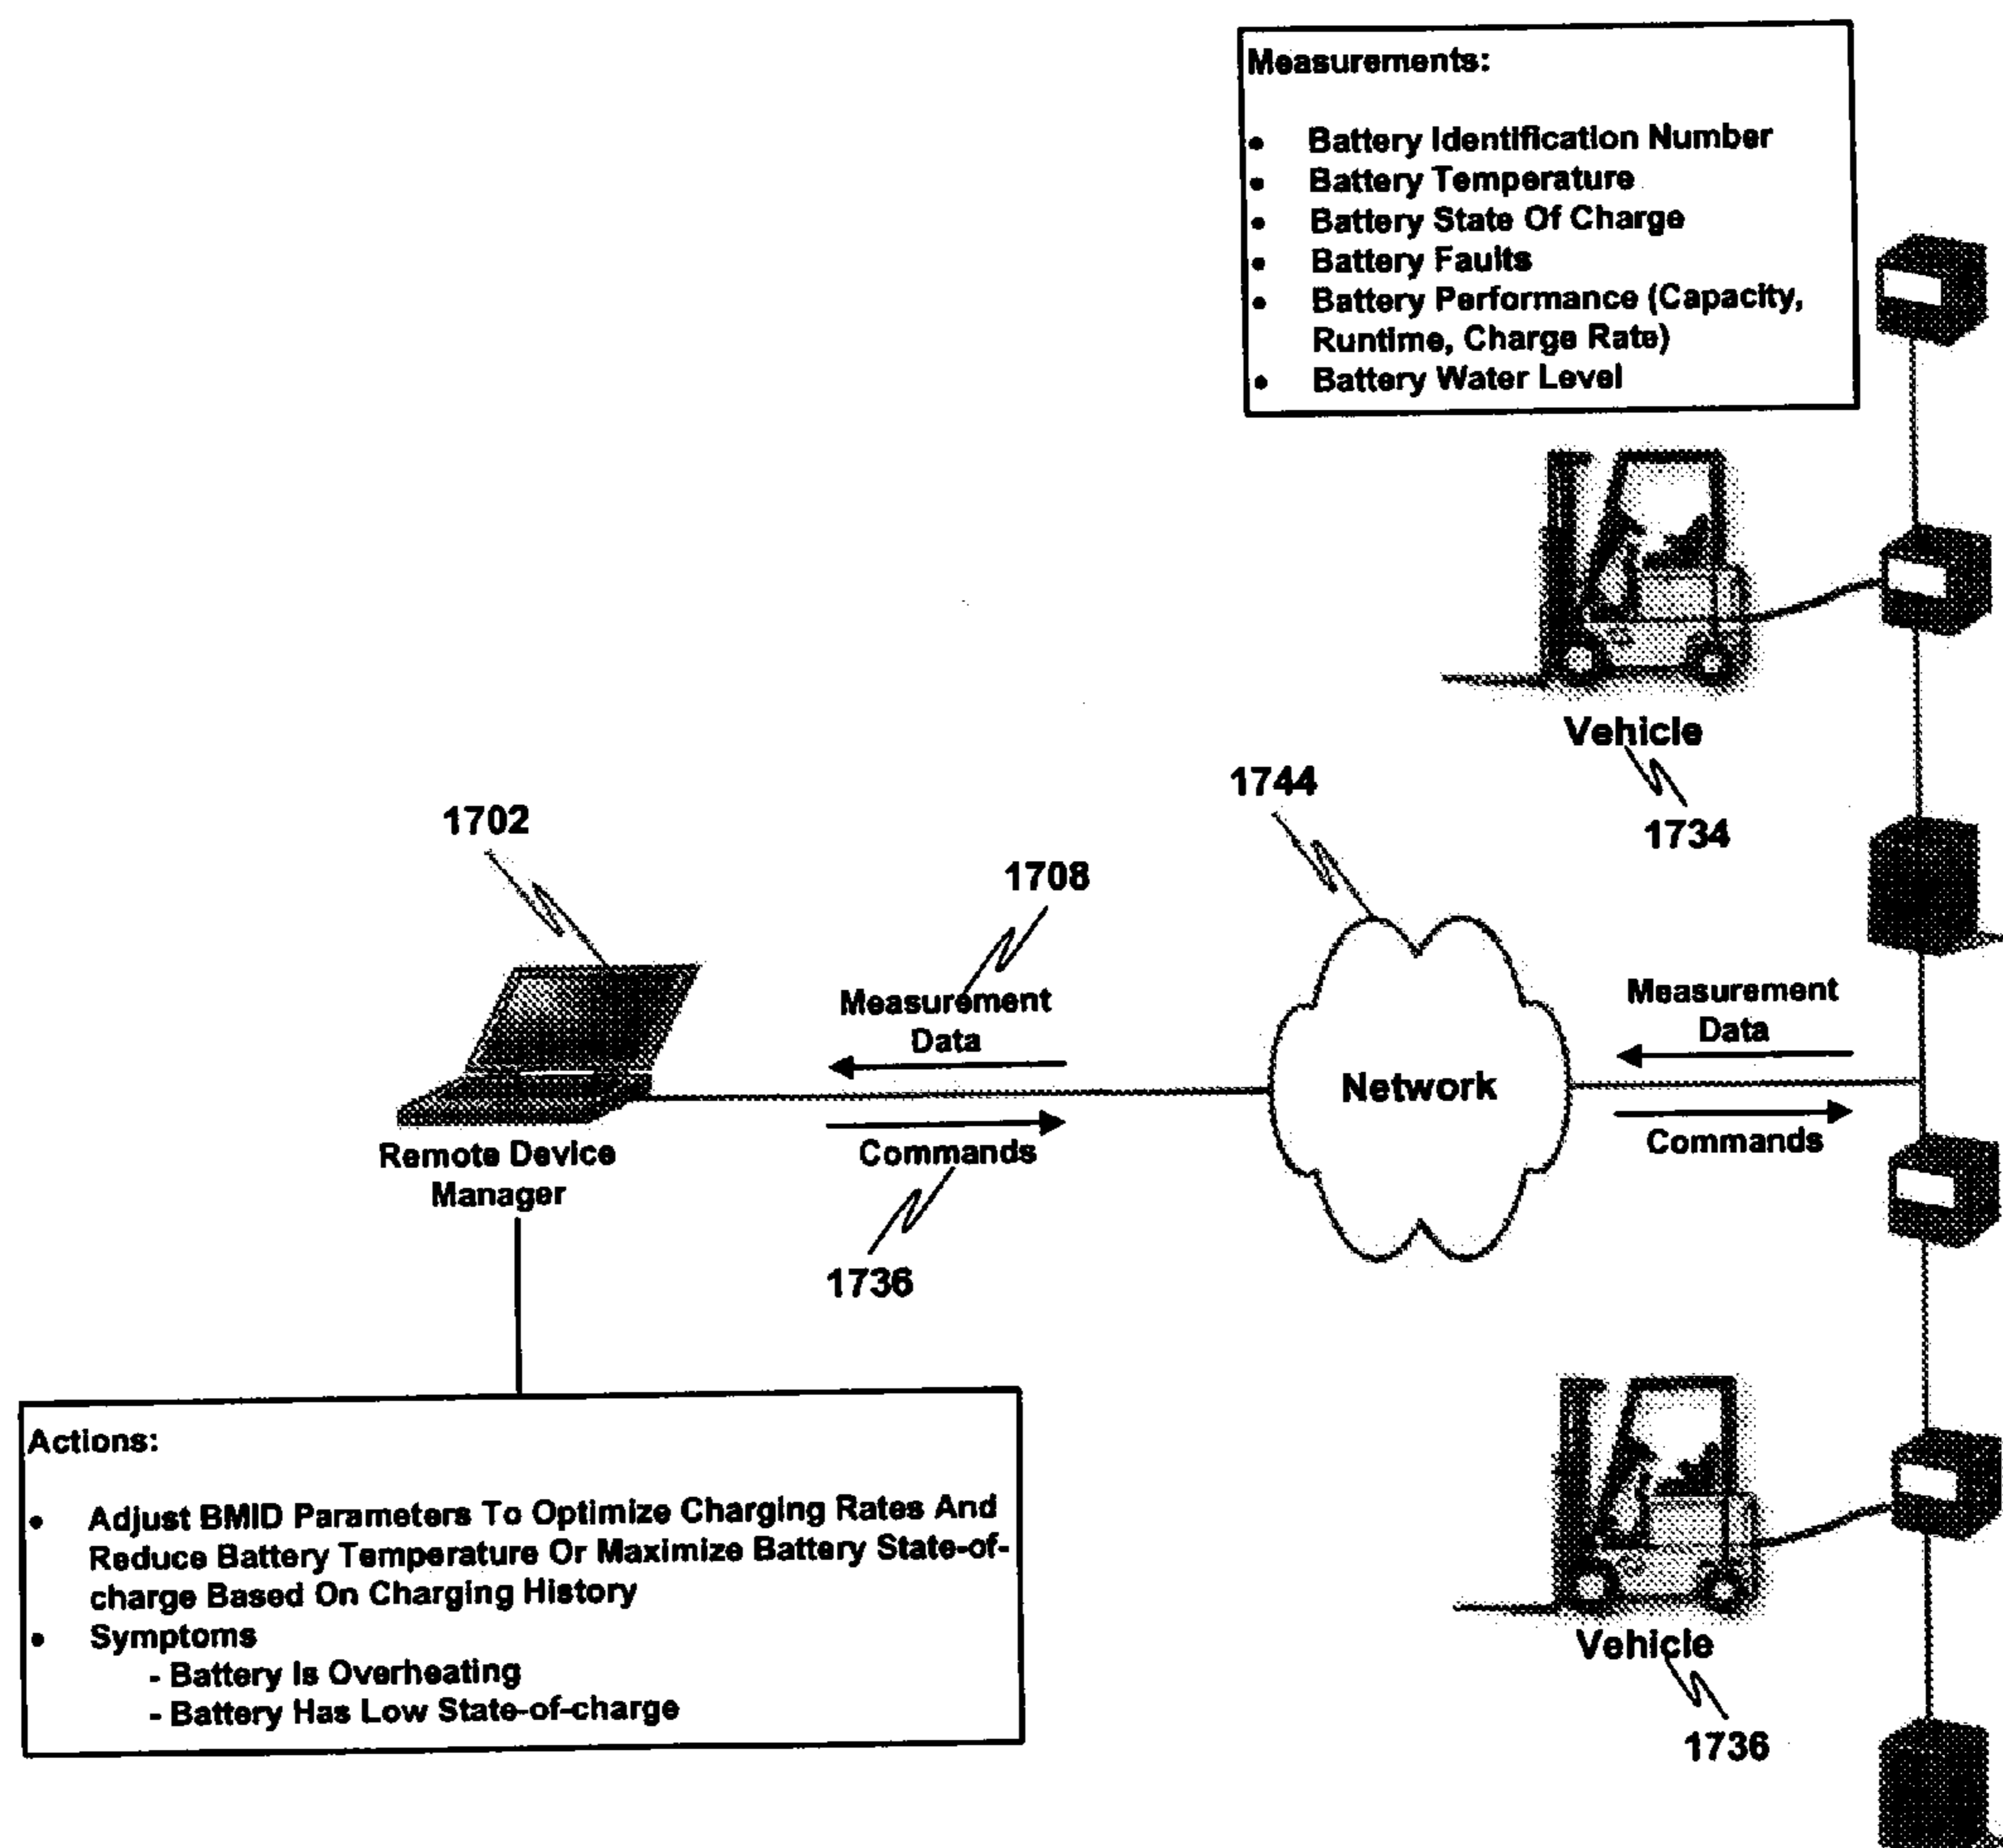 Measurements:
• Battery Identification Number
• Battery Temperature
• Battery State Of Charge
• Battery Faults
• Battery Performance (Capacity,
Runtime, Charge Rate)
• Battery Water Level
Vehicle
1734
1744
1702
1708
Measurement
Data
Measurement
Data
Network
Commands
Commands
Remote Device
Manager
1736
Actions:
• Adjust BMID Parameters To Optimize Charging Rates And
Reduce Battery Temperature Or Maximize Battery State-of-
charge Based On Charging History
• Symptoms
- Battery Is Overheating
- Battery Has Low State-of-charge
Vehicle
1736